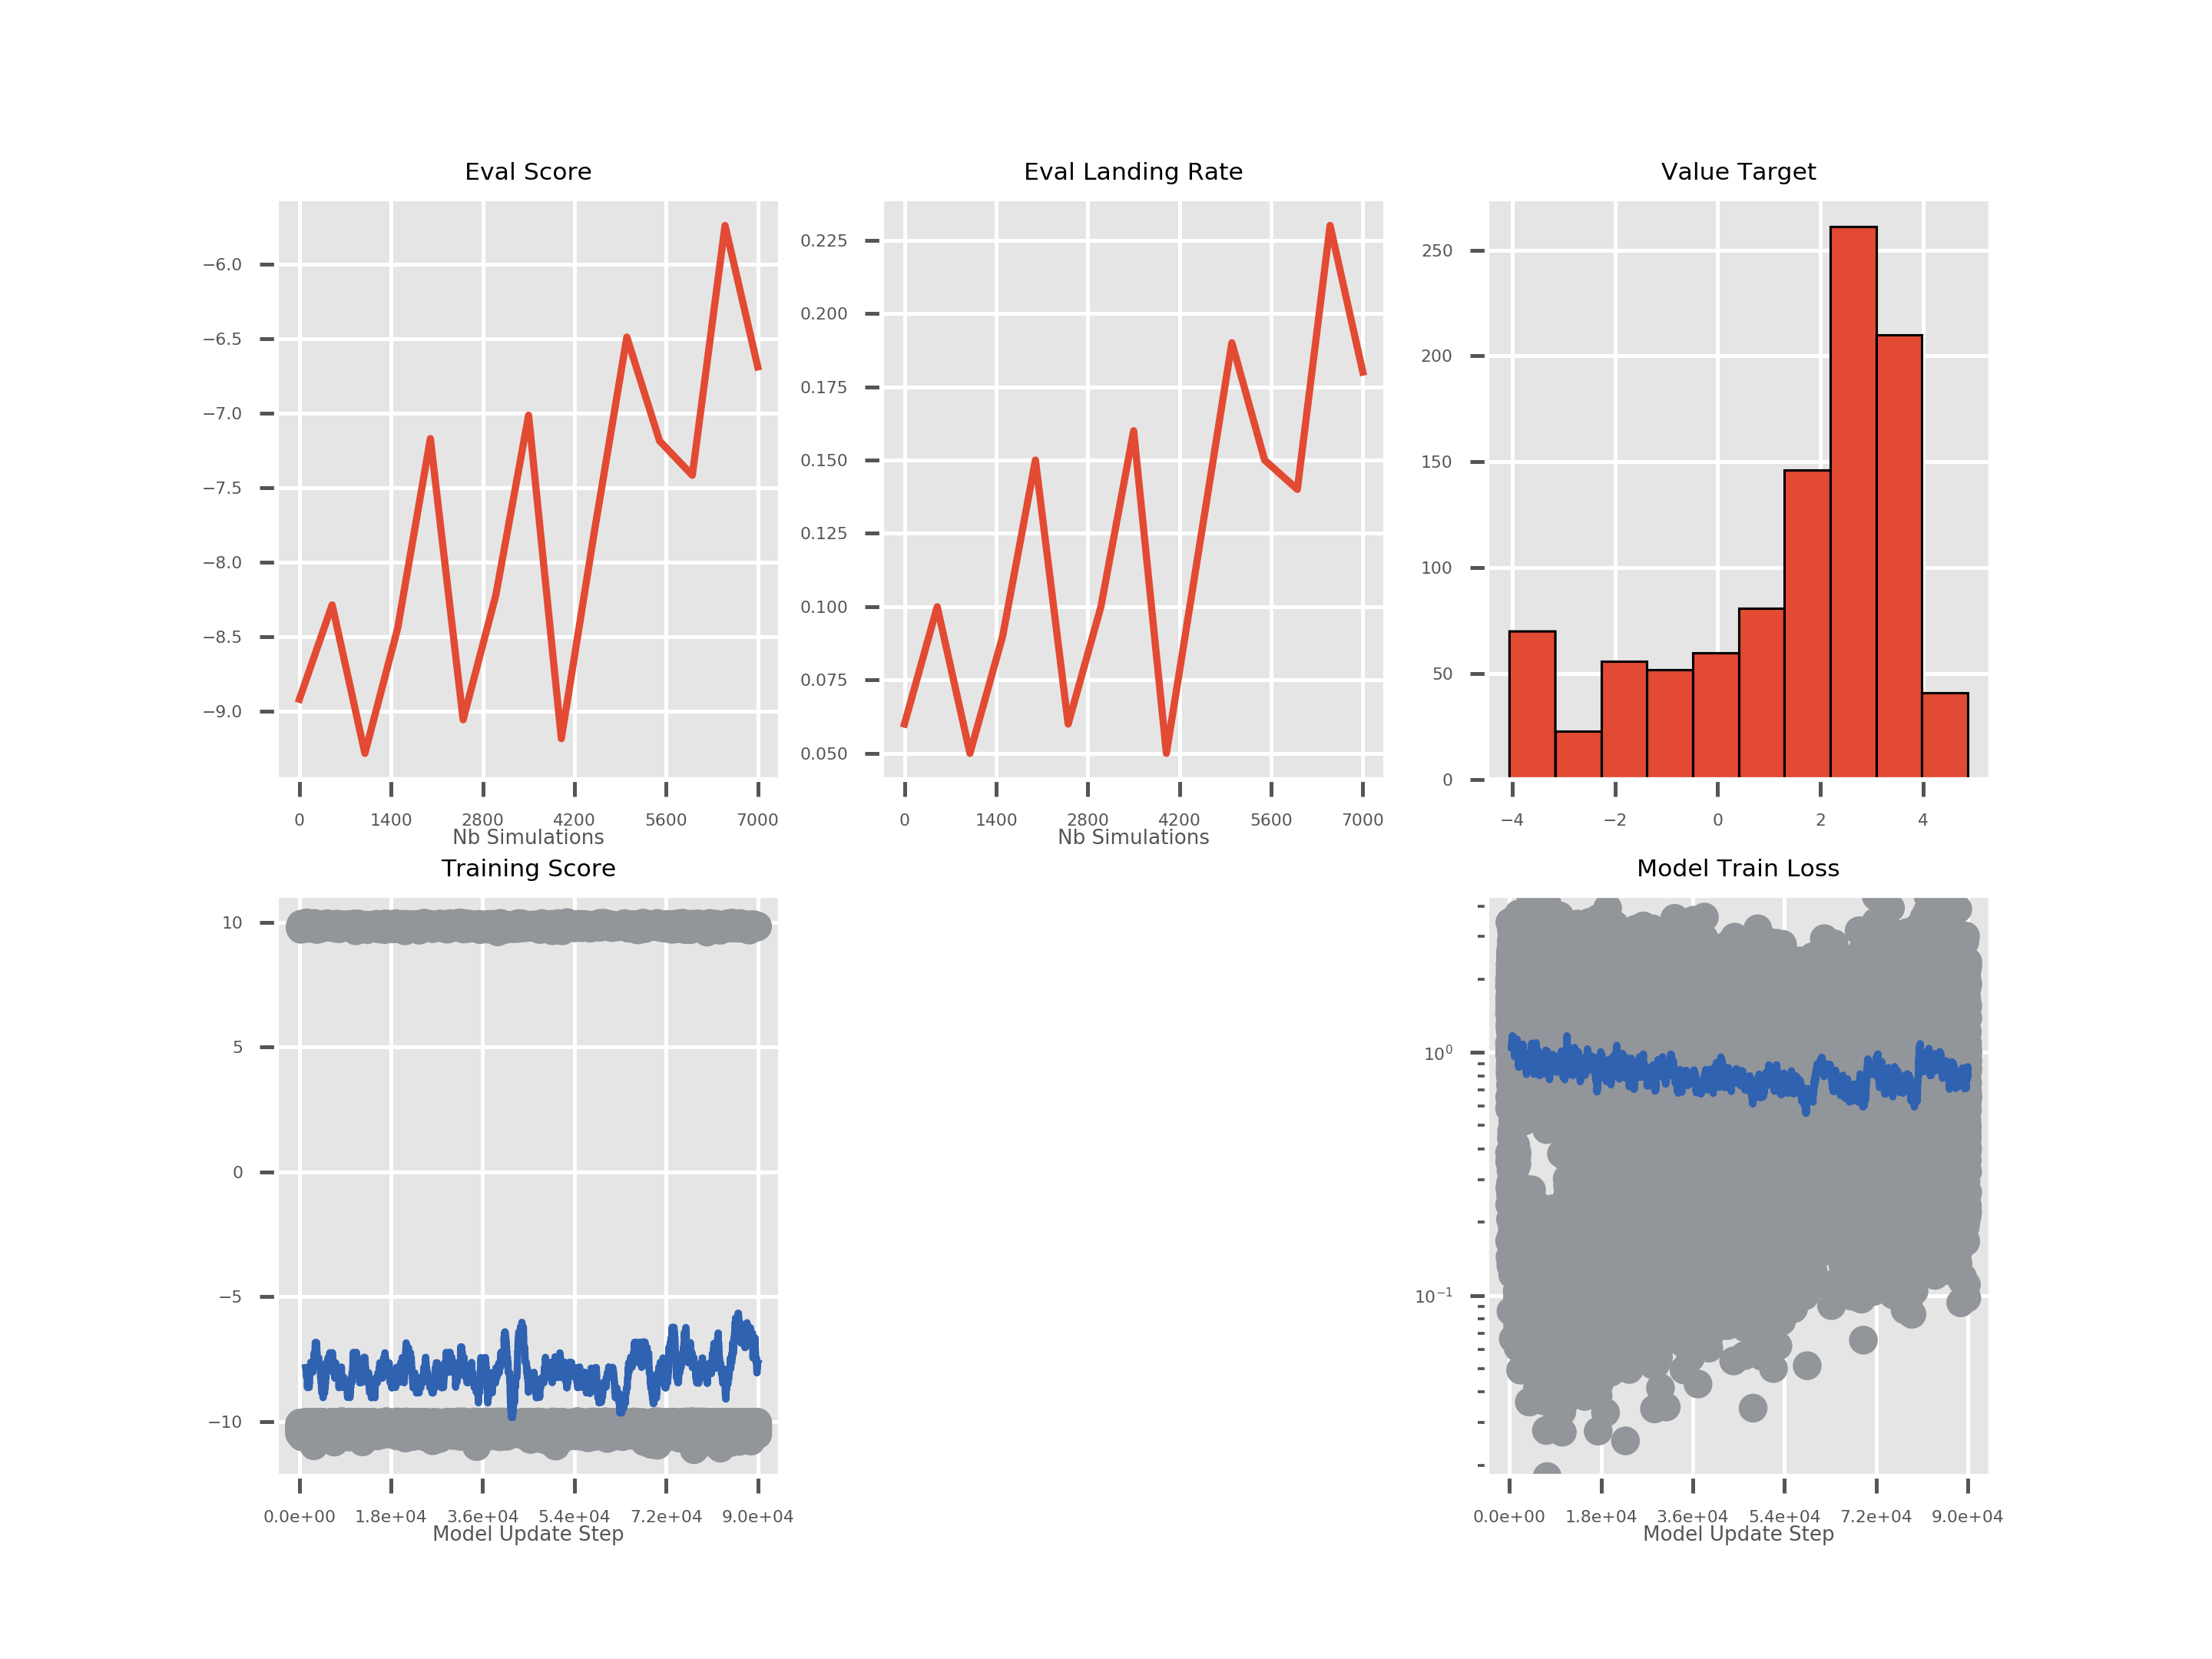 Eval Score
−6.0
−6.5
−7.0
−7.5
−8.0
−8.5
−9.0
0 1400 2800 4200 5600 7000
Nb Simulations
Eval Landing Rate
0.225
0.200
0.175
0.150
0.125
0.100
0.075
0.050
0 1400 2800 4200 5600 7000
Nb Simulations
Value Target
250
200
150
100
50
0
−4 −2 0 2 4
Training Score
10
5
0
−5
−10
0.0e+00 1.8e+04 3.6e+04 5.4e+04 7.2e+04 9.0e+04
Model Update Step
Model Train Loss
10⁰
10⁻¹
0.0e+00 1.8e+04 3.6e+04 5.4e+04 7.2e+04 9.0e+04
Model Update Step